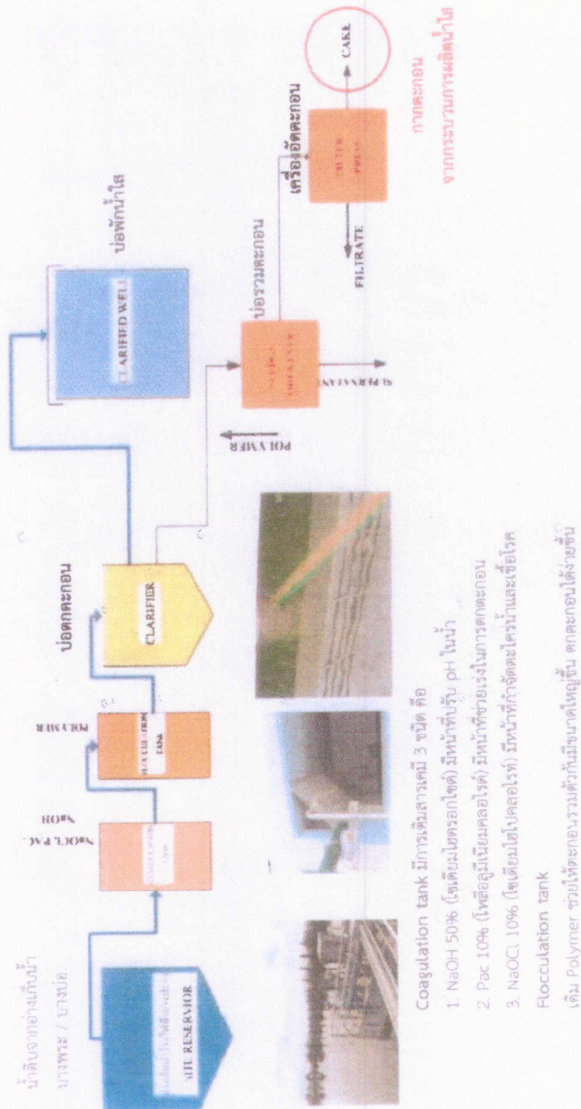 น้ำดิบจากอ่างเก็บน้ำ
บางพระ / บางบ่อ
SITE RESERVIOR
NaOCl, PAC,
NaOH
COAGULATION
TANK
POLYMER
FLOCCULATION
TANK
บ่อตกตะกอน
CLARIFIER
CLARIFIED WELL
บ่อพักน้ำใส
POLYMER
บ่อรวมตะกอน
SLUDGE
THICKENER
SUPERNATANT
เครื่องอัดตะกอน
FILTER
PRESS
FILTRATE
CAKE
กากตะกอน
จากกระบวนการผลิตน้ำใส
Coagulation tank มีการเติมสารเคมี 3 ชนิด คือ
1. NaOH 50% (โซเดียมไฮดรอกไซด์) มีหน้าที่ปรับ pH ในน้ำ
2. Pac 10% (โพลีอลูมิเนียมคลอไรด์) มีหน้าที่ช่วยเร่งในการตกตะกอน
3. NaOCl 10% (โซเดียมไฮโปคลอไรท์) มีหน้าที่กำจัดตะไคร่น้ำและเชื้อโรค
Flocculation tank
เติม Polymer ช่วยให้ตะกอนรวมตัวกันมีขนาดใหญ่ขึ้น ตกตะกอนได้ง่ายขึ้น